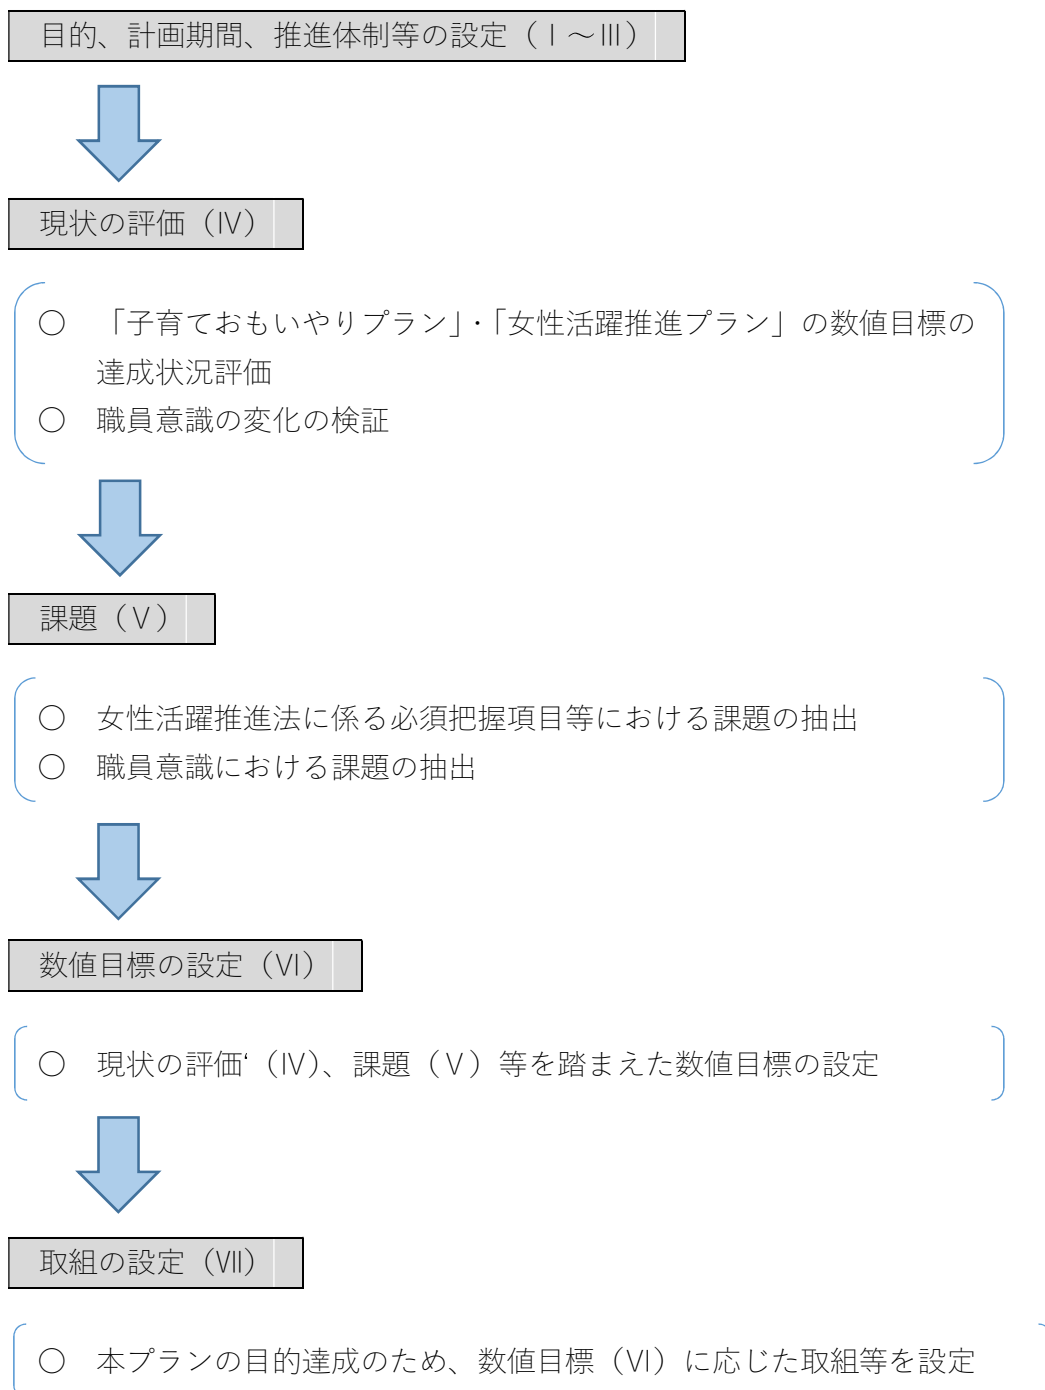 目的、計画期間、推進体制等の設定（Ⅰ～Ⅲ）
現状の評価（Ⅳ）
○　「子育ておもいやりプラン」・「女性活躍推進プラン」の数値目標の
達成状況評価
○　職員意識の変化の検証
課題（Ⅴ）
○　女性活躍推進法に係る必須把握項目等における課題の抽出
○　職員意識における課題の抽出
数値目標の設定（Ⅵ）
○　現状の評価‘（Ⅳ）、課題（Ⅴ）等を踏まえた数値目標の設定
取組の設定（Ⅶ）
○　本プランの目的達成のため、数値目標（Ⅵ）に応じた取組等を設定